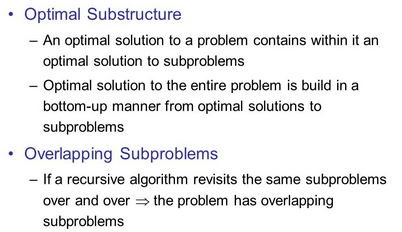 • Optimal Substructure
– An optimal solution to a problem contains within it an
optimal solution to subproblems
– Optimal solution to the entire problem is build in a
bottom-up manner from optimal solutions to
subproblems
• Overlapping Subproblems
– If a recursive algorithm revisits the same subproblems
over and over ⇒ the problem has overlapping
subproblems